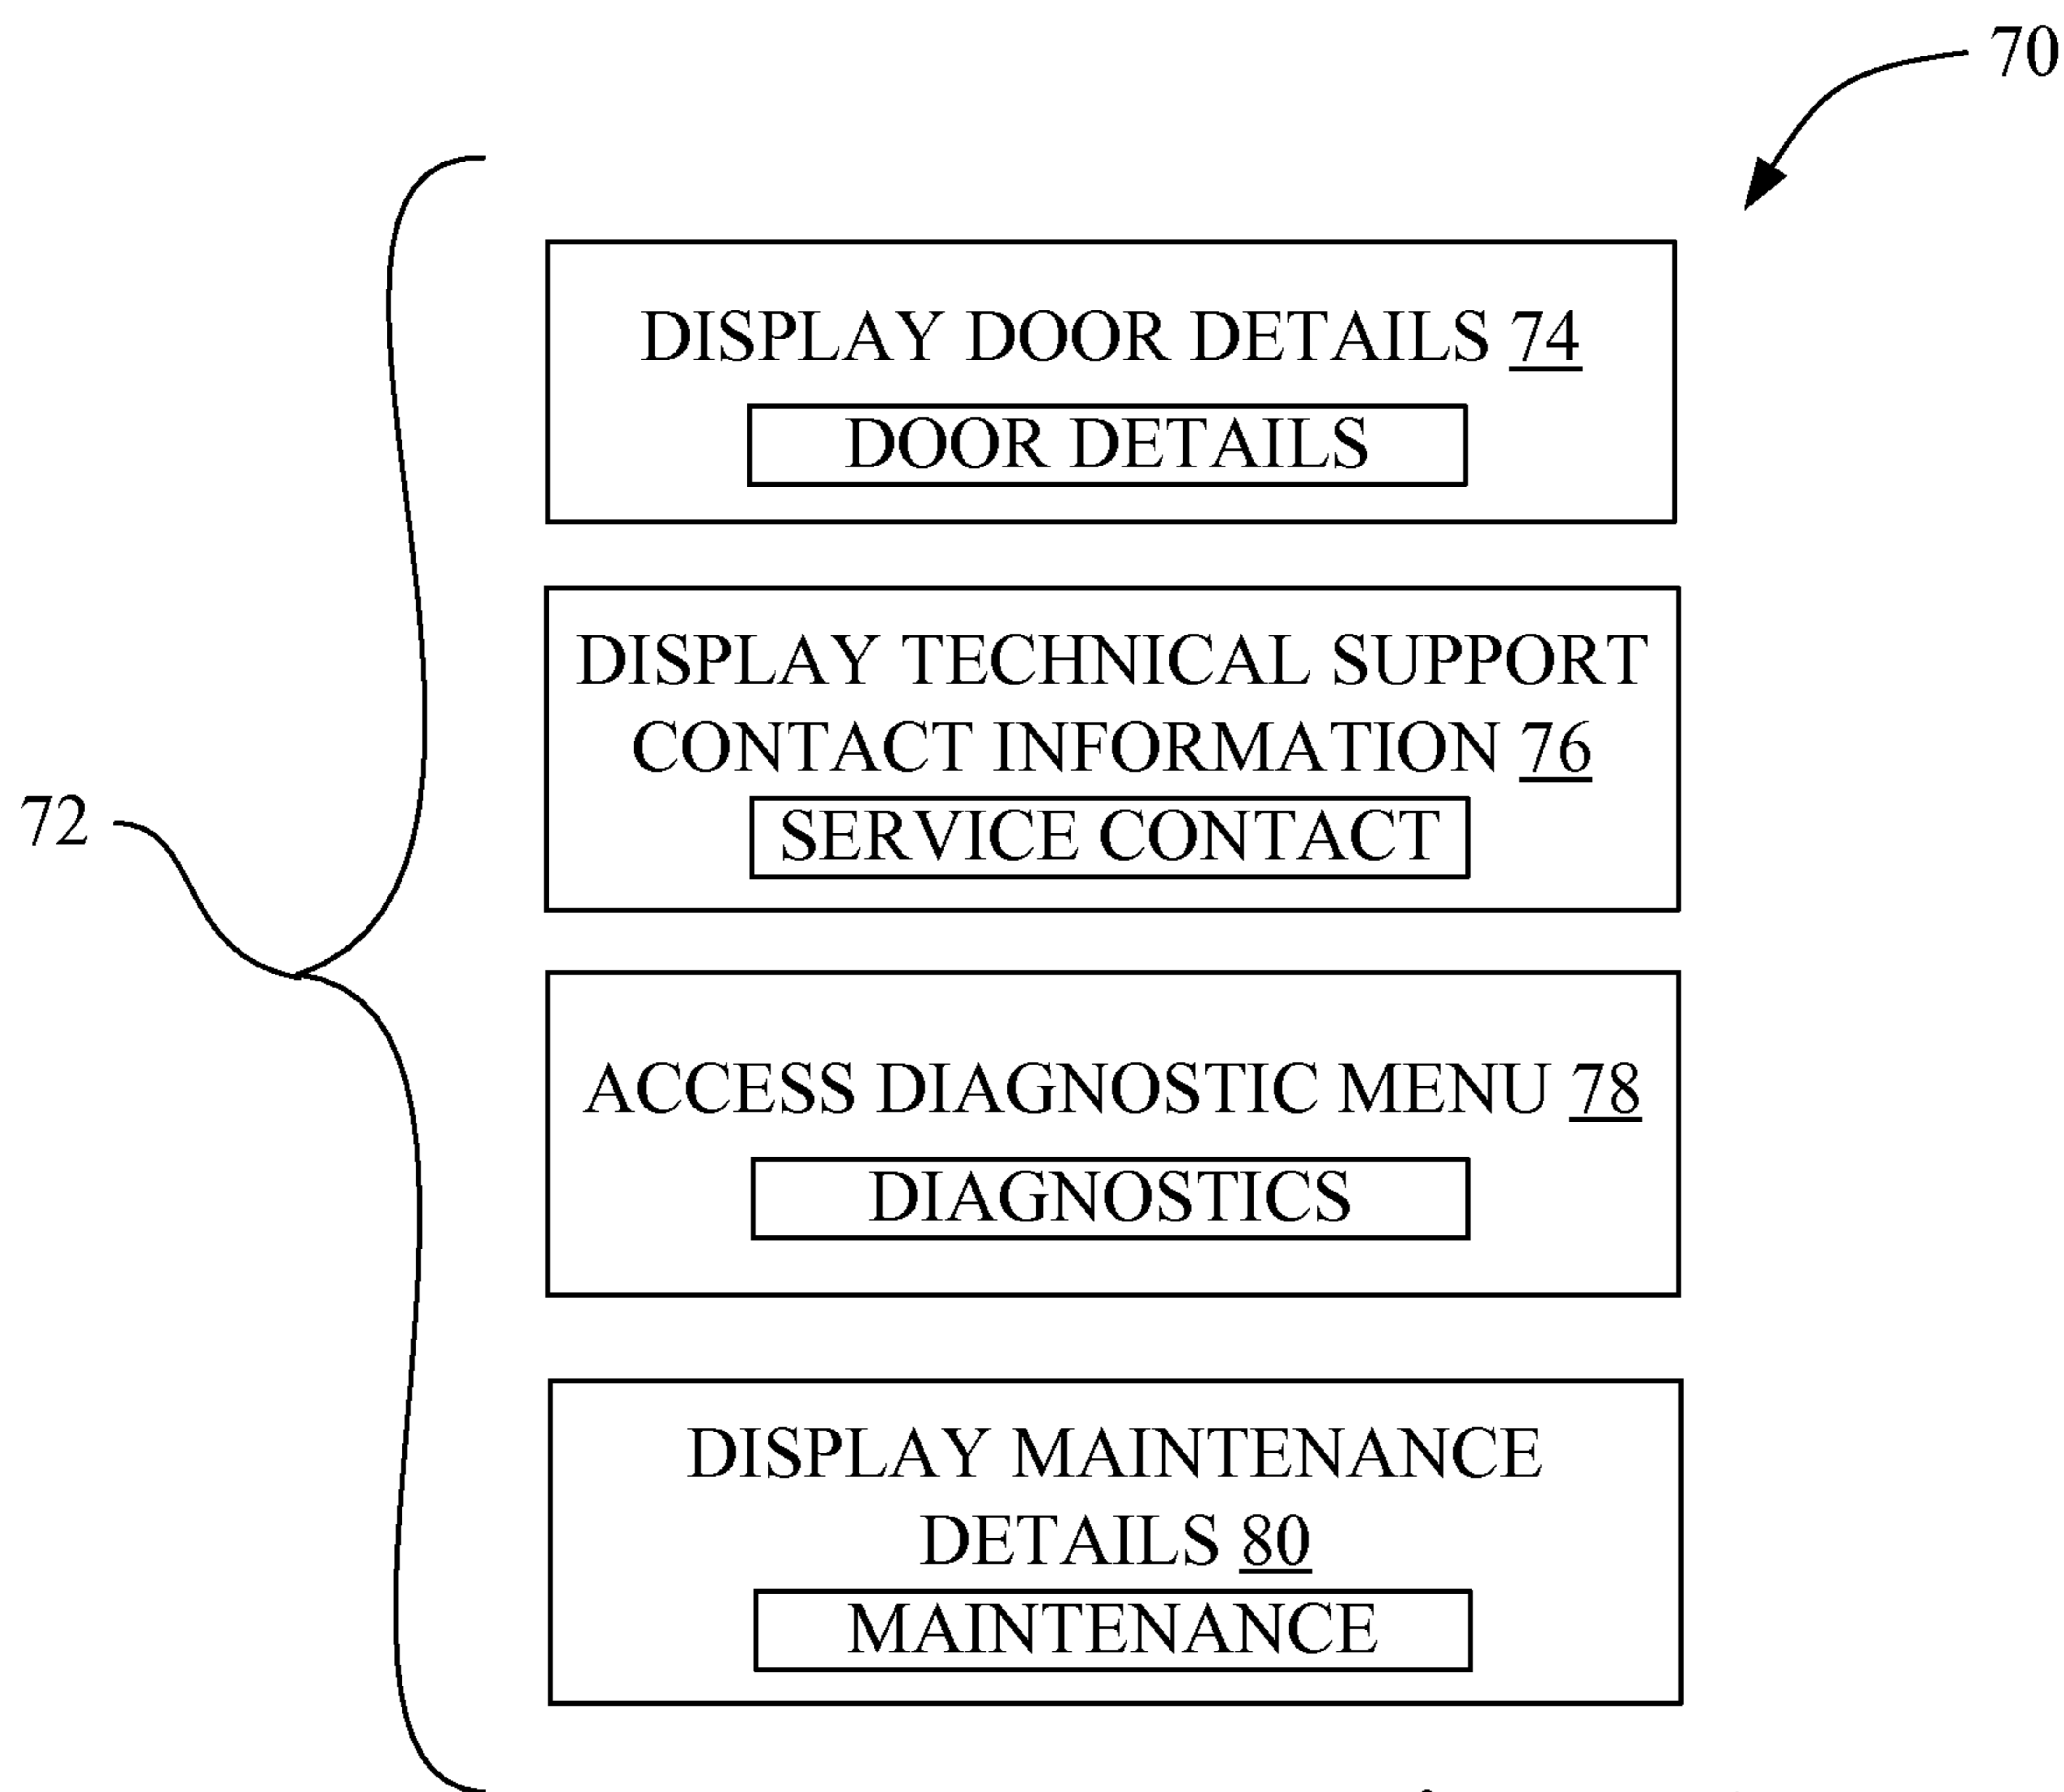 70
DISPLAY DOOR DETAILS 74
DOOR DETAILS
DISPLAY TECHNICAL SUPPORT
CONTACT INFORMATION 76
SERVICE CONTACT
72
ACCESS DIAGNOSTIC MENU 78
DIAGNOSTICS
DISPLAY MAINTENANCE
DETAILS 80
MAINTENANCE